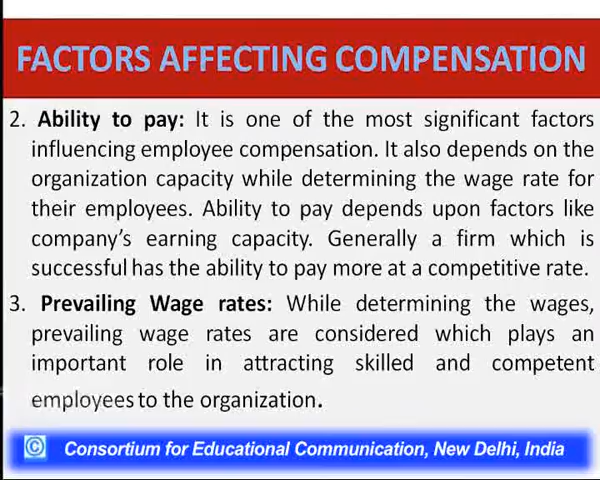 FACTORS AFFECTING COMPENSATION
2. Ability to pay: It is one of the most significant factors
influencing employee compensation. It also depends on the
organization capacity while determining the wage rate for
their employees. Ability to pay depends upon factors like
company's earning capacity. Generally a firm which is
successful has the ability to pay more at a competitive rate.
3. Prevailing Wage rates: While determining the wages,
prevailing wage rates are considered which plays an
important role in attracting skilled and competent
employees to the organization.
© Consortium for Educational Communication, New Delhi, India